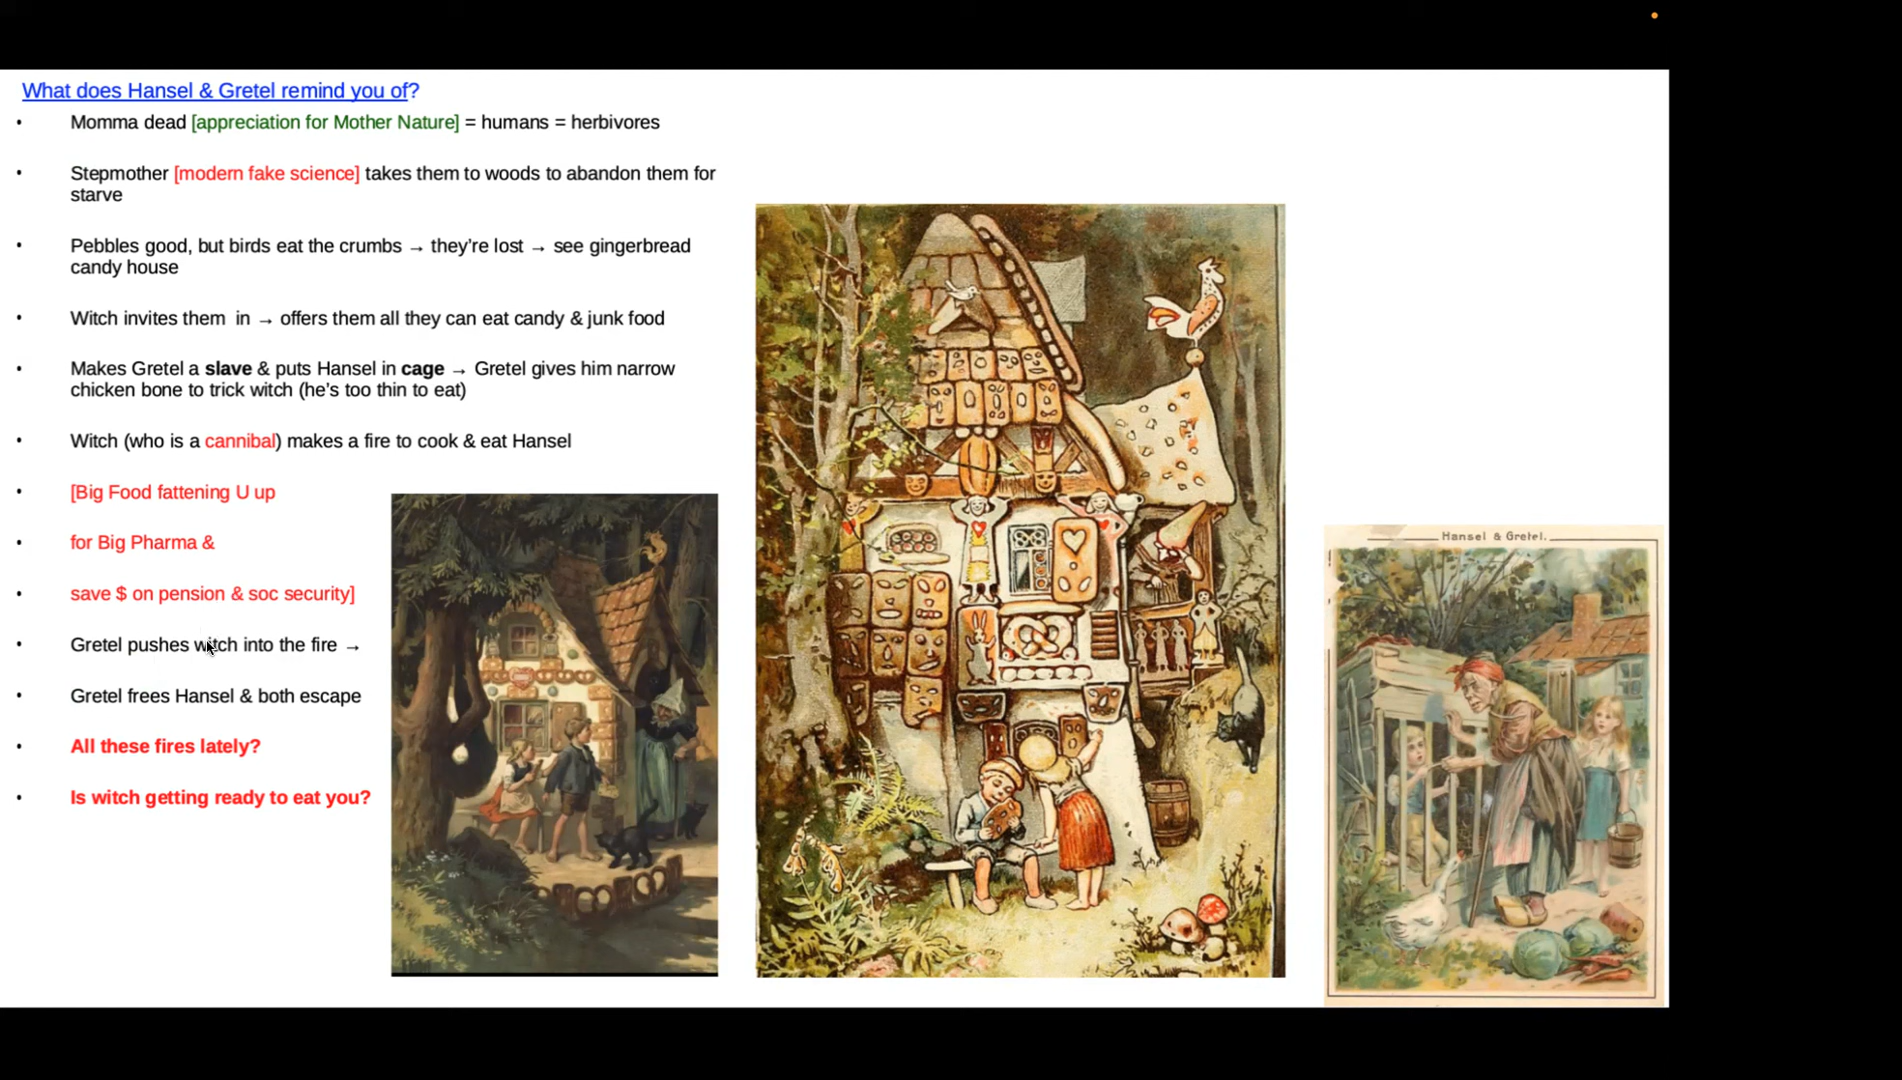 What does Hansel & Gretel remind you of?
• Momma dead [appreciation for Mother Nature] = humans = herbivores
• Stepmother [modern fake science] takes them to woods to abandon them for
starve
• Pebbles good, but birds eat the crumbs → they're lost → see gingerbread
candy house
• Witch invites them in → offers them all they can eat candy & junk food
• Makes Gretel a slave & puts Hansel in cage → Gretel gives him narrow
chicken bone to trick witch (he's too thin to eat)
• Witch (who is a cannibal) makes a fire to cook & eat Hansel
• [Big Food fattening U up
• for Big Pharma &
• save $ on pension & soc security]
• Gretel pushes witch into the fire →
• Gretel frees Hansel & both escape
• All these fires lately?
• Is witch getting ready to eat you?
Hansel & Gretel.